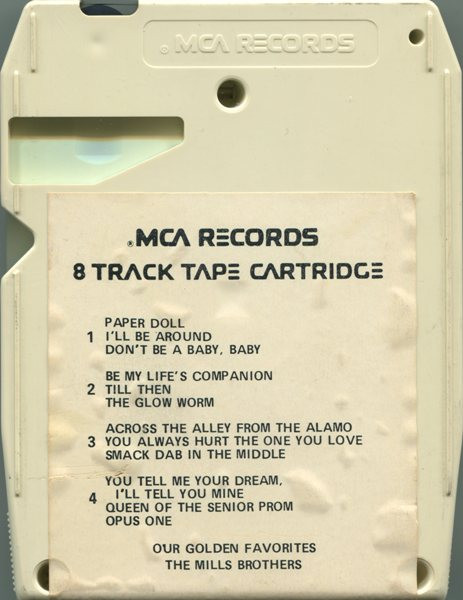 ® MCA RECORDS
® MCA RECORDS
8 TRACK TAPE CARTRIDGE
1
PAPER DOLL
I'LL BE AROUND
DON'T BE A BABY, BABY
2
BE MY LIFE'S COMPANION
TILL THEN
THE GLOW WORM
3
ACROSS THE ALLEY FROM THE ALAMO
YOU ALWAYS HURT THE ONE YOU LOVE
SMACK DAB IN THE MIDDLE
4
YOU TELL ME YOUR DREAM,
I'LL TELL YOU MINE
QUEEN OF THE SENIOR PROM
OPUS ONE
OUR GOLDEN FAVORITES
THE MILLS BROTHERS